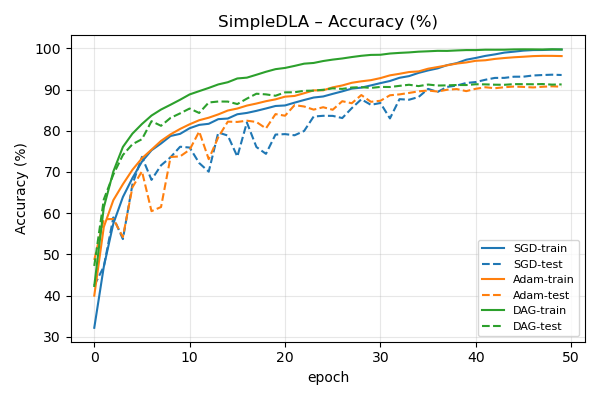 SimpleDLA – Accuracy (%)
Accuracy (%)
100
90
80
70
60
50
40
30
0 10 20 30 40 50
epoch
SGD-train
SGD-test
Adam-train
Adam-test
DAG-train
DAG-test